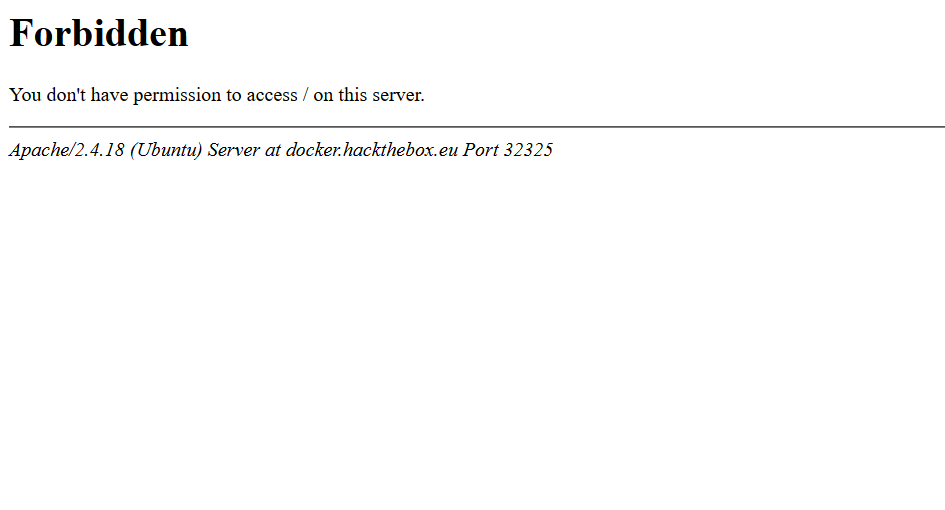 Forbidden
You don't have permission to access / on this server.
Apache/2.4.18 (Ubuntu) Server at docker.hackthebox.eu Port 32325